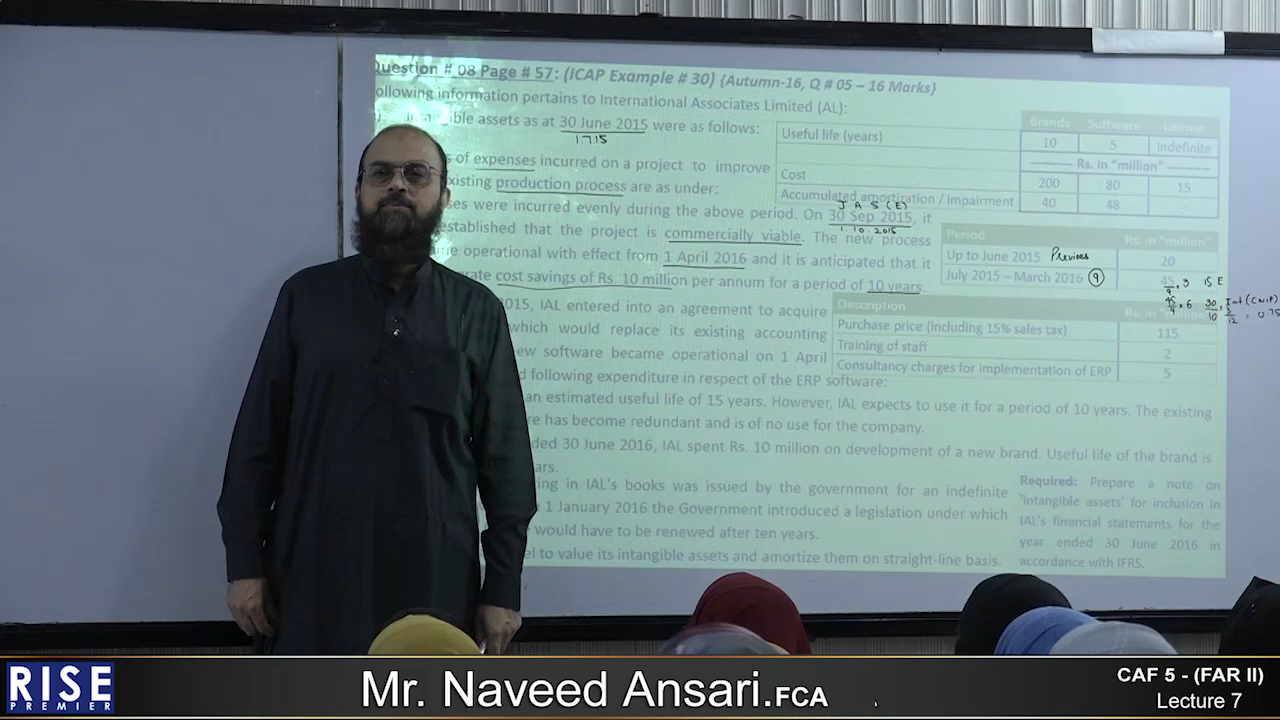 Question # 08 Page # 57: (ICAP Example # 30) {Autumn-16, Q # 05 – 16 Marks}
ollowing information pertains to International Associates Limited (AL):
ible assets as at 30 June 2015 were as follows:
1 7 15
Brands Software License
Useful life (years) 10 5 indefinite
---------- Rs. in "million" ----------
Cost 200 80 15
Accumulated amortization / impairment 40 48 -
s of expenses incurred on a project to improve
xisting production process are as under:
ses were incurred evenly during the above period. On 30 Sep 2015, it
J A S (E)
1.10.2015
established that the project is commercially viable. The new process
e operational with effect from 1 April 2016 and it is anticipated that it
erate cost savings of Rs. 10 million per annum for a period of 10 years.
Period Rs. in "million"
Up to June 2015 Previous 20
July 2015 – March 2016 9 45
2015, IAL entered into an agreement to acquire
which would replace its existing accounting
ew software became operational on 1 April
d following expenditure in respect of the ERP software:
Description Rs. in "million"
Purchase price (Including 15% sales tax) 115
Training of staff 2
Consultancy charges for implementation of ERP 5
an estimated useful life of 15 years. However, IAL expects to use it for a period of 10 years. The existing
re has become redundant and is of no use for the company.
ded 30 June 2016, IAL spent Rs. 10 million on development of a new brand. Useful life of the brand is
ars.
ing in IAL's books was issued by the government for an indefinite
1 January 2016 the Government introduced a legislation under which
would have to be renewed after ten years.
el to value its intangible assets and amortize them on straight-line basis.
Required: Prepare a note on
'intangible assets' for inclusion in
IAL's financial statements for the
year ended 30 June 2016 in
accordance with IFRS.
RISE
PREMIER
Mr. Naveed Ansari.FCA
CAF 5 - (FAR II)
Lecture 7